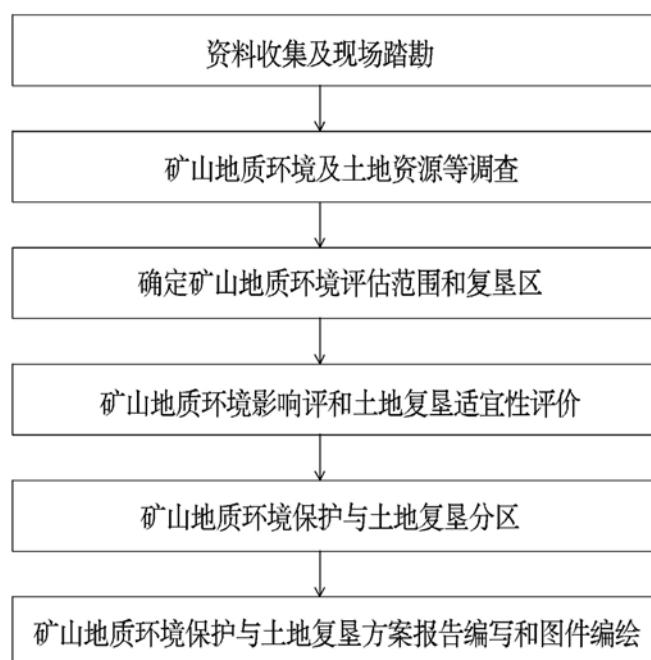 资料收集及现场踏勘
矿山地质环境及土地资源等调查
确定矿山地质环境评估范围和复垦区
矿山地质环境影响评和土地复垦适宜性评价
矿山地质环境保护与土地复垦分区
矿山地质环境保护与土地复垦方案报告编写和图件编绘